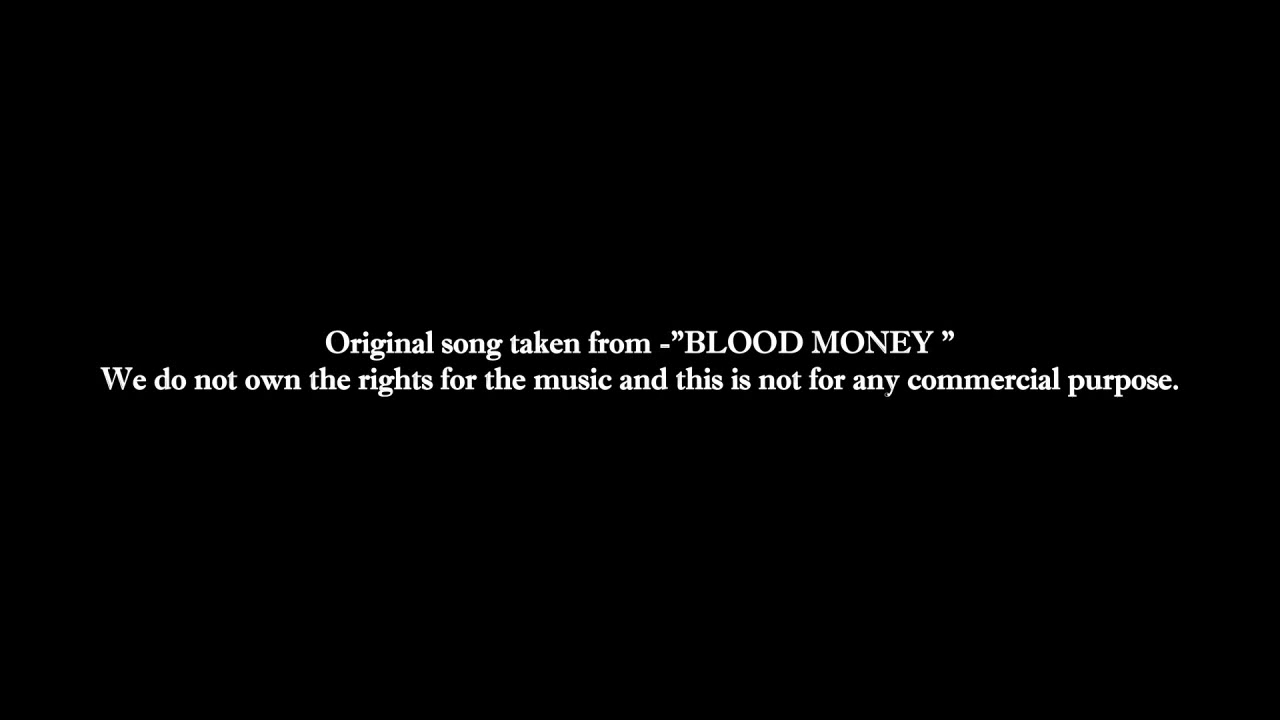 Original song taken from -”BLOOD MONEY ”
We do not own the rights for the music and this is not for any commercial purpose.